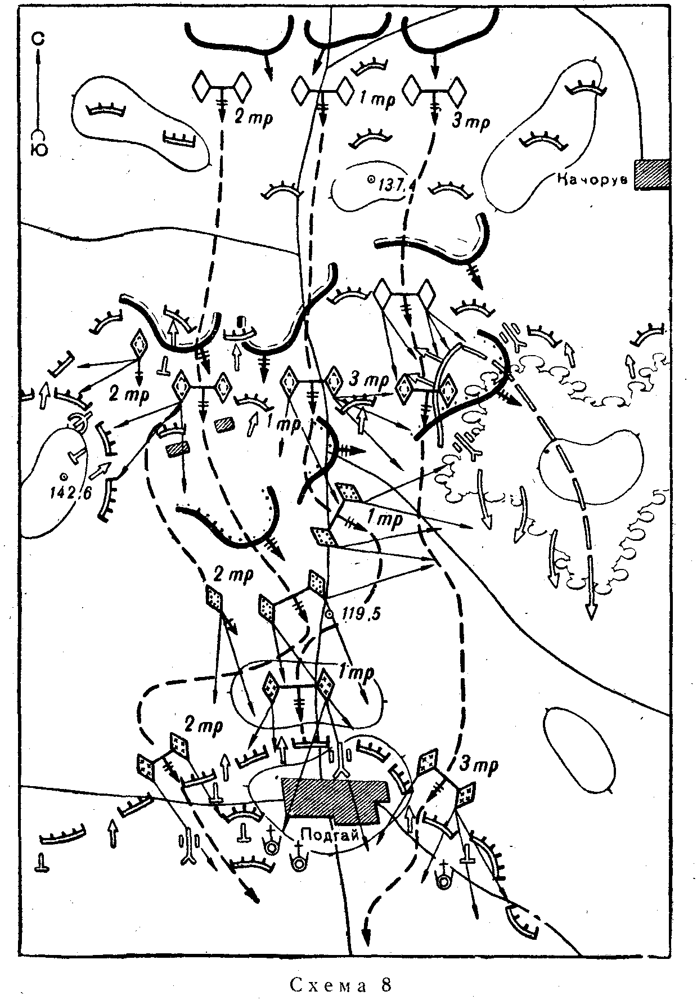 С
Ю
2 тр
1 тр
3 тр
137,4
Качорув
2 тр
3 тр
1 тр
142,6
1 тр
2 тр
119,5
1 тр
2 тр
3 тр
Подгай
Схема 8